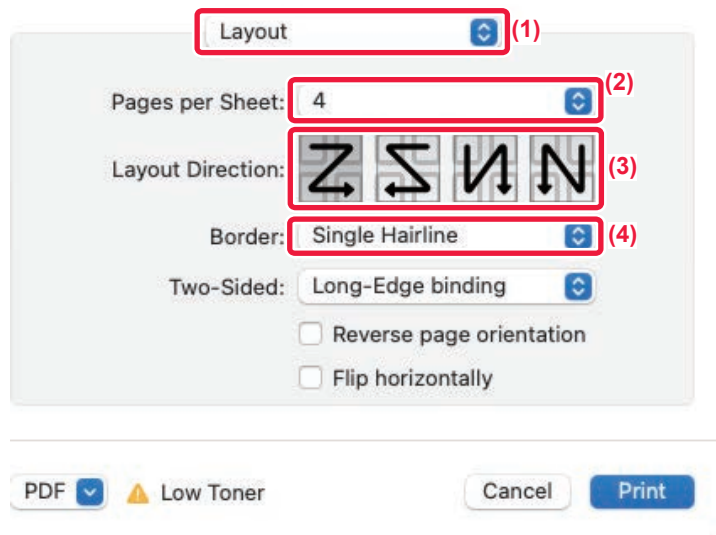 Layout (1)
Pages per Sheet: 4 (2)
Layout Direction: (3)
Border: Single Hairline (4)
Two-Sided: Long-Edge binding
Reverse page orientation
Flip horizontally
PDF Low Toner Cancel Print